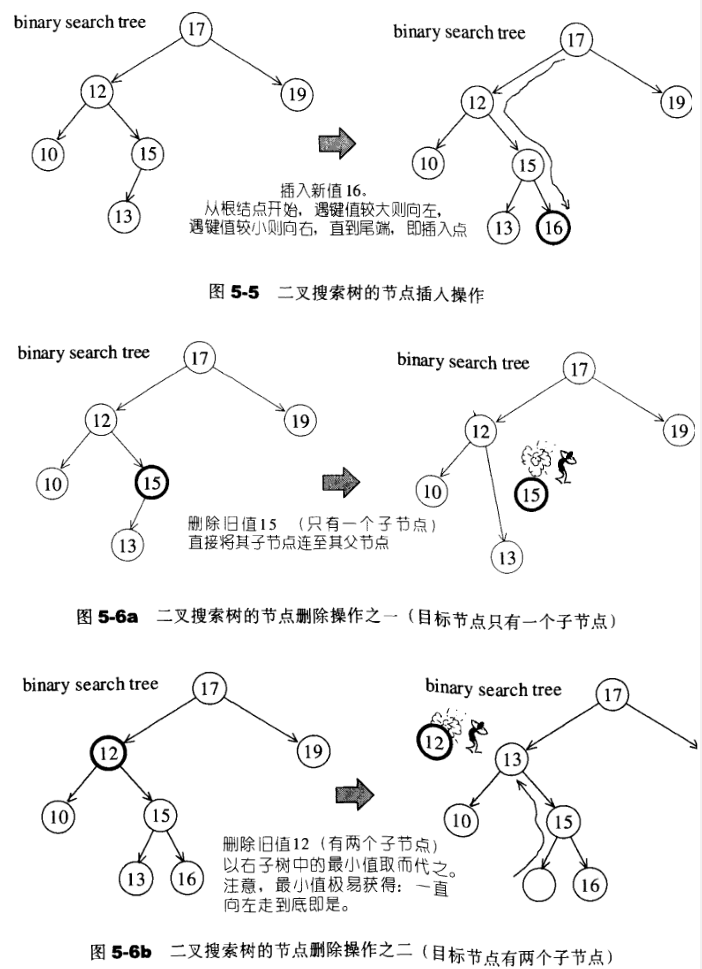 binary search tree
17
12
19
10
15
13
binary search tree
17
12
19
10
15
13
16
插入新值16。
从根结点开始，遇键值较大则向左，
遇键值较小则向右，直到尾端，即插入点
图 5-5 二叉搜索树的节点插人操作
binary search tree
17
12
19
10
15
13
binary search tree
17
12
19
10
15
13
删除旧值15 （只有一个子节点）
直接将其子节点连至其父节点
图 5-6a 二叉搜索树的节点删除操作之一（目标节点只有一个子节点）
binary search tree
17
12
19
10
15
13
16
binary search tree
17
12
13
10
15
16
删除旧值12（有两个子节点）
以右子树中的最小值取而代之。
注意，最小值极易获得：一直
向左走到底即是。
图 5-6b 二叉搜索树的节点删除操作之二（目标节点有两个子节点）